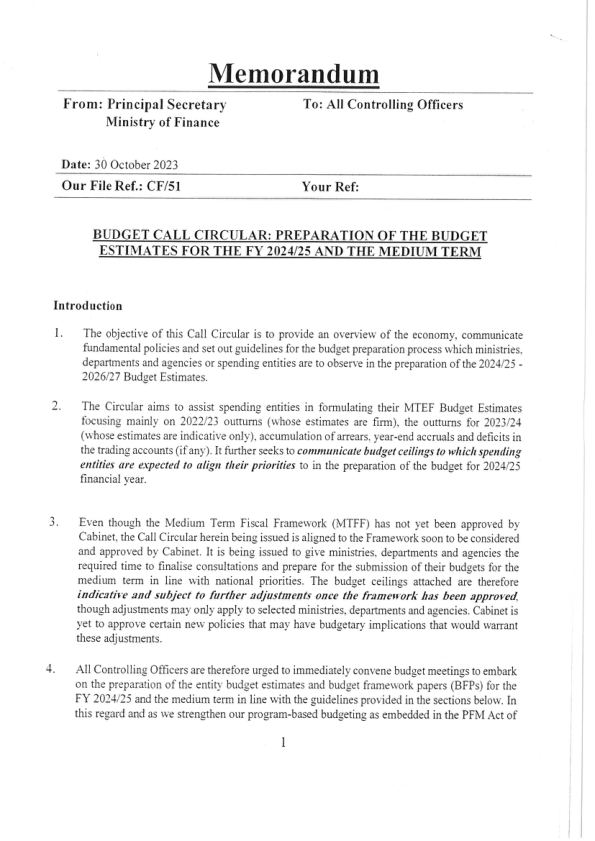 Memorandum
From: Principal Secretary To: All Controlling Officers
Ministry of Finance
Date: 30 October 2023
Our File Ref.: CF/51 Your Ref:
BUDGET CALL CIRCULAR: PREPARATION OF THE BUDGET
ESTIMATES FOR THE FY 2024/25 AND THE MEDIUM TERM
Introduction
1. The objective of this Call Circular is to provide an overview of the economy, communicate
fundamental policies and set out guidelines for the budget preparation process which ministries,
departments and agencies or spending entities are to observe in the preparation of the 2024/25 -
2026/27 Budget Estimates.
2. The Circular aims to assist spending entities in formulating their MTEF Budget Estimates
focusing mainly on 2022/23 outturns (whose estimates are firm), the outturns for 2023/24
(whose estimates are indicative only), accumulation of arrears, year-end accruals and deficits in
the trading accounts (if any). It further seeks to communicate budget ceilings to which spending
entities are expected to align their priorities to in the preparation of the budget for 2024/25
financial year.
3. Even though the Medium Term Fiscal Framework (MTFF) has not yet been approved by
Cabinet, the Call Circular herein being issued is aligned to the Framework soon to be considered
and approved by Cabinet. It is being issued to give ministries, departments and agencies the
required time to finalise consultations and prepare for the submission of their budgets for the
medium term in line with national priorities. The budget ceilings attached are therefore
indicative and subject to further adjustments once the framework has been approved,
though adjustments may only apply to selected ministries, departments and agencies. Cabinet is
yet to approve certain new policies that may have budgetary implications that would warrant
these adjustments.
4. All Controlling Officers are therefore urged to immediately convene budget meetings to embark
on the preparation of the entity budget estimates and budget framework papers (BFPs) for the
FY 2024/25 and the medium term in line with the guidelines provided in the sections below. In
this regard and as we strengthen our program-based budgeting as embedded in the PFM Act of
1